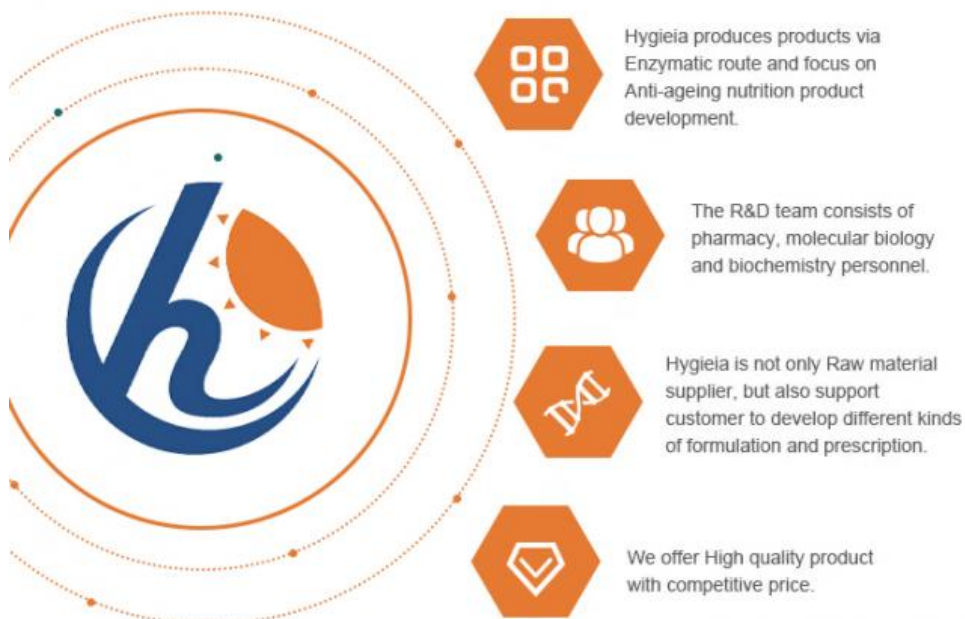 Hygieia produces products via
Enzymatic route and focus on
Anti-ageing nutrition product
development.
The R&D team consists of
pharmacy, molecular biology
and biochemistry personnel.
Hygieia is not only Raw material
supplier, but also support
customer to develop different kinds
of formulation and prescription.
We offer High quality product
with competitive price.